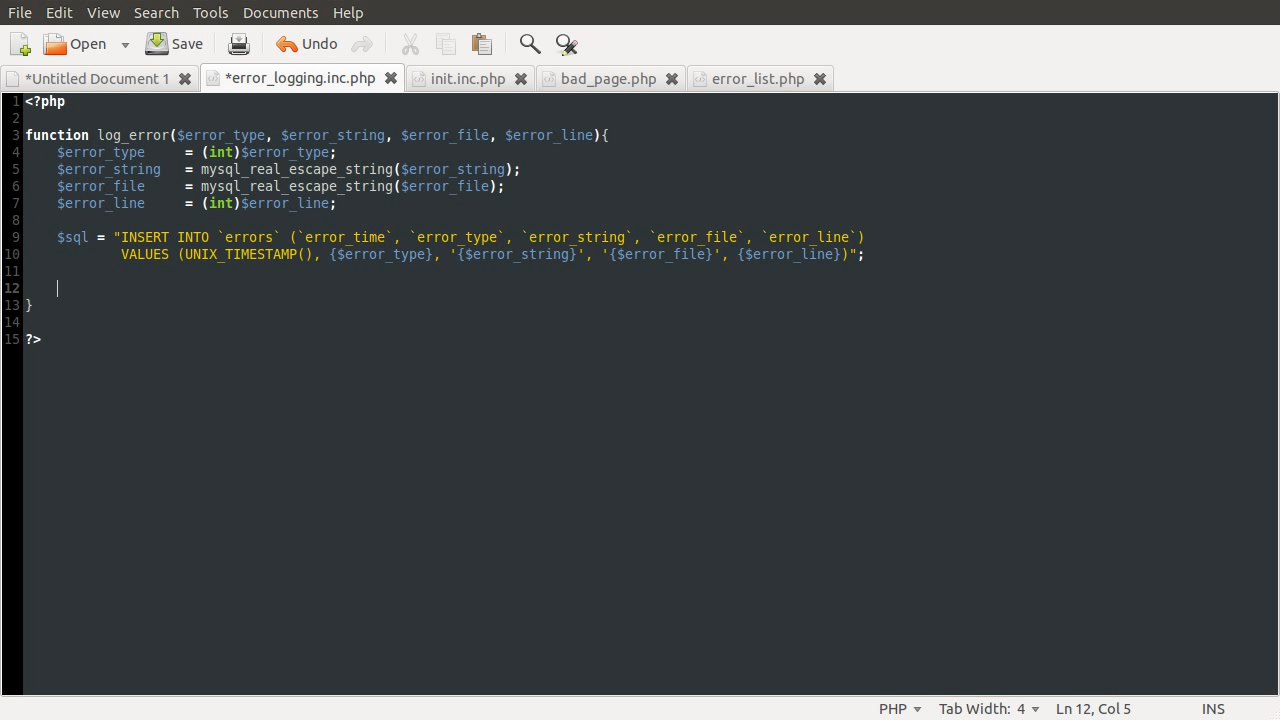 File Edit View Search Tools Documents Help
Open Save Undo
*Untitled Document 1 *error_logging.inc.php init.inc.php bad_page.php error_list.php
1 <?php
2
3 function log_error($error_type, $error_string, $error_file, $error_line){
4     $error_type     = (int)$error_type;
5     $error_string   = mysql_real_escape_string($error_string);
6     $error_file     = mysql_real_escape_string($error_file);
7     $error_line     = (int)$error_line;
8
9     $sql = "INSERT INTO `errors` (`error_time`, `error_type`, `error_string`, `error_file`, `error_line`)
10             VALUES (UNIX_TIMESTAMP(), {$error_type}, '{$error_string}', '{$error_file}', {$error_line})";
11
12
13 }
14
15 ?>
PHP Tab Width: 4 Ln 12, Col 5 INS